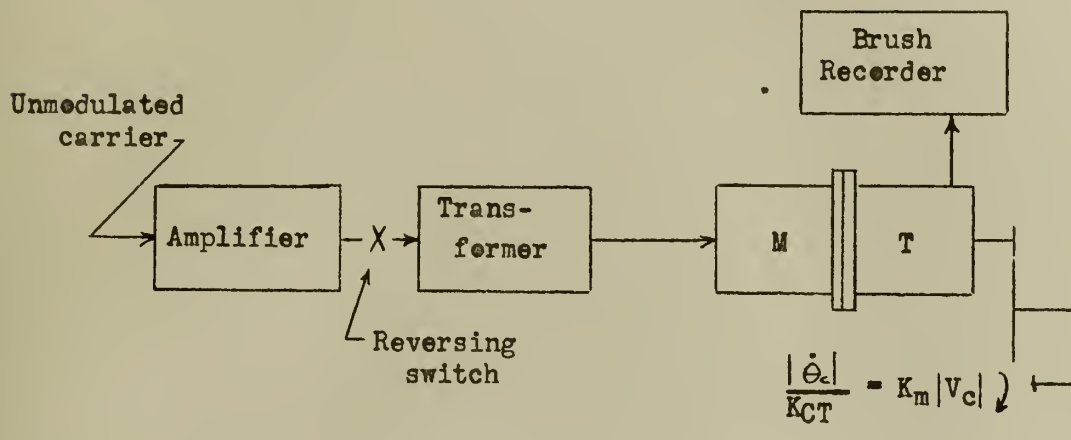 Brush
Recorder
Unmodulated
carrier
Amplifier
X
Trans-
former
M
T
Reversing
switch
|θ̇c|/KCT = Km|Vc|